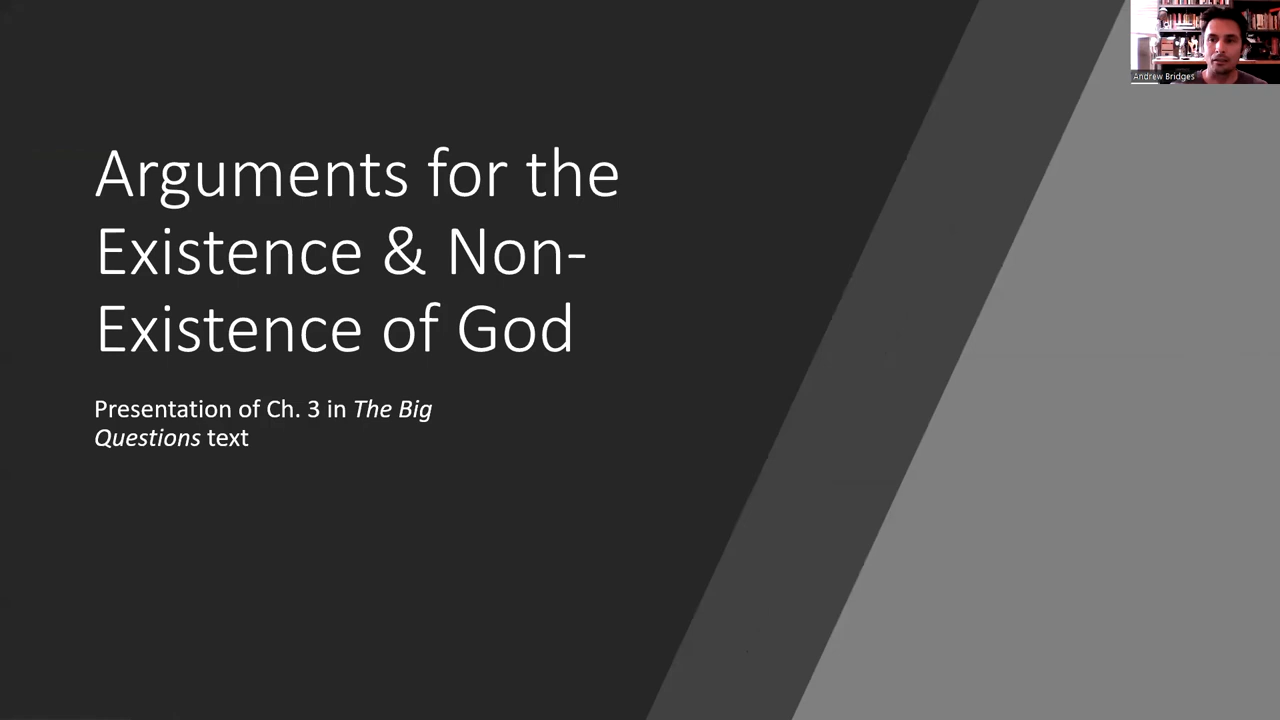 Arguments for the
Existence & Non-
Existence of God
Presentation of Ch. 3 in The Big
Questions text
Andrew Bridges